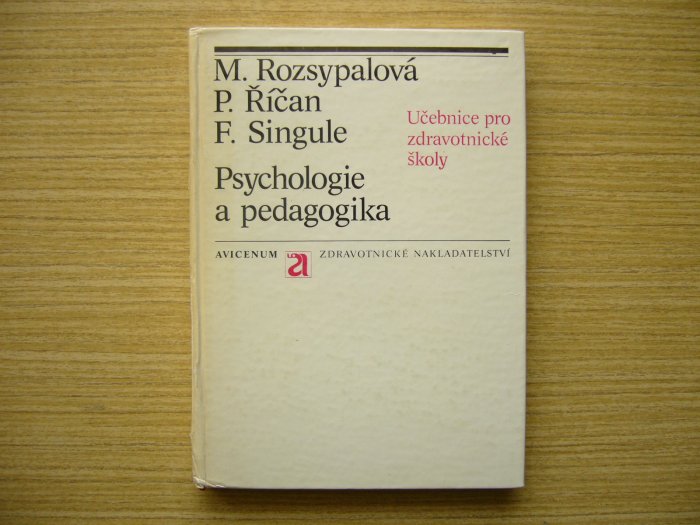 M. Rozsypalová
P. Říčan
F. Singule
Učebnice pro
zdravotnické
školy
Psychologie
a pedagogika
AVICENUM a ZDRAVOTNICKÉ NAKLADATELSTVÍ